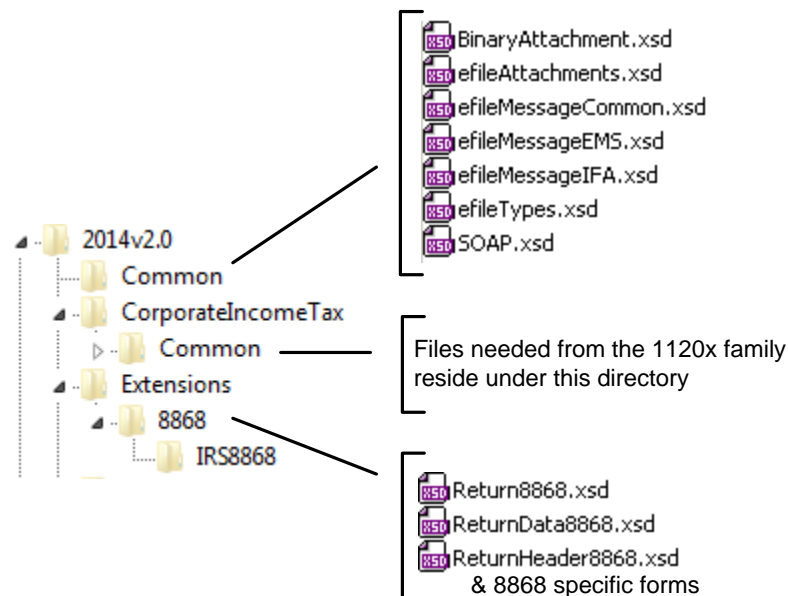 BinaryAttachment.xsd
efileAttachments.xsd
efileMessageCommon.xsd
efileMessageEMS.xsd
efileMessageIFA.xsd
efileTypes.xsd
SOAP.xsd
2014v2.0
Common
CorporateIncomeTax
Common
Extensions
8868
IRS8868
Files needed from the 1120x family
reside under this directory
Return8868.xsd
ReturnData8868.xsd
ReturnHeader8868.xsd
& 8868 specific forms